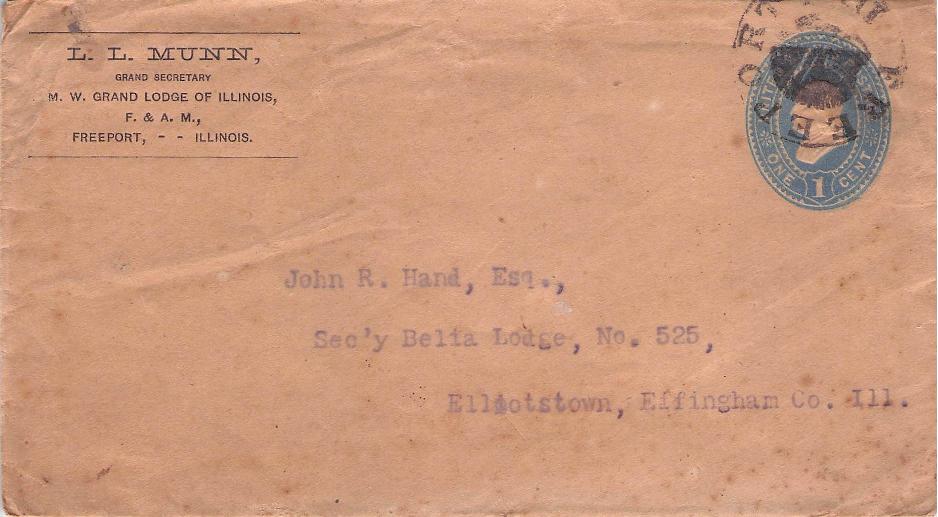 L. L. MUNN,
GRAND SECRETARY
M. W. GRAND LODGE OF ILLINOIS,
F. & A. M.,
FREEPORT, - - ILLINOIS.
ONE 1 CENT
John R. Hand, Esq.,
Sec'y Belia Lodge, No. 525,
Elliotstown, Effingham Co. Ill.